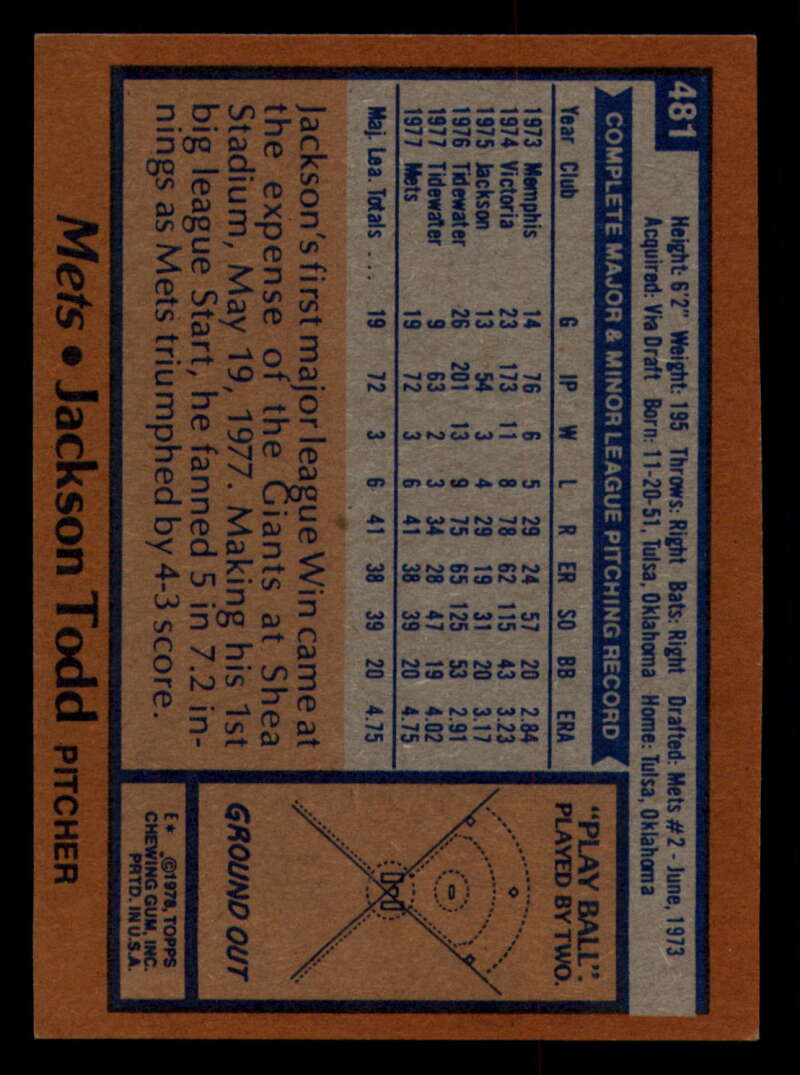 481
Height: 6'2" Weight: 195 Throws: Right Bats: Right Drafted: Mets #2 - June, 1973
Acquired: Via Draft Born: 11-20-51, Tulsa, Oklahoma Home: Tulsa, Oklahoma
COMPLETE MAJOR & MINOR LEAGUE PITCHING RECORD
Year Club G IP W L R ER SO BB ERA
1973 Memphis 14 76 6 5 29 24 57 20 2.84
1974 Victoria 23 173 11 8 78 62 115 43 3.23
1975 Jackson 13 54 3 4 29 19 31 20 3.17
1976 Tidewater 26 201 13 9 75 65 125 53 2.91
1977 Tidewater 9 63 2 3 34 28 47 19 4.02
1977 Mets 19 72 3 6 41 38 39 20 4.75
Maj. Lea. Totals .... 19 72 3 6 41 38 39 20 4.75
Jackson's first major league Win came at
the expense of the Giants at Shea
Stadium, May 19, 1977. Making his 1st
big league Start, he fanned 5 in 7.2 in-
nings as Mets triumphed by 4-3 score.
"PLAY BALL":
PLAYED BY TWO.
GROUND OUT
E* ©1978, TOPPS
CHEWING GUM, INC.
PRTD. IN U.S.A.
Mets • Jackson Todd PITCHER